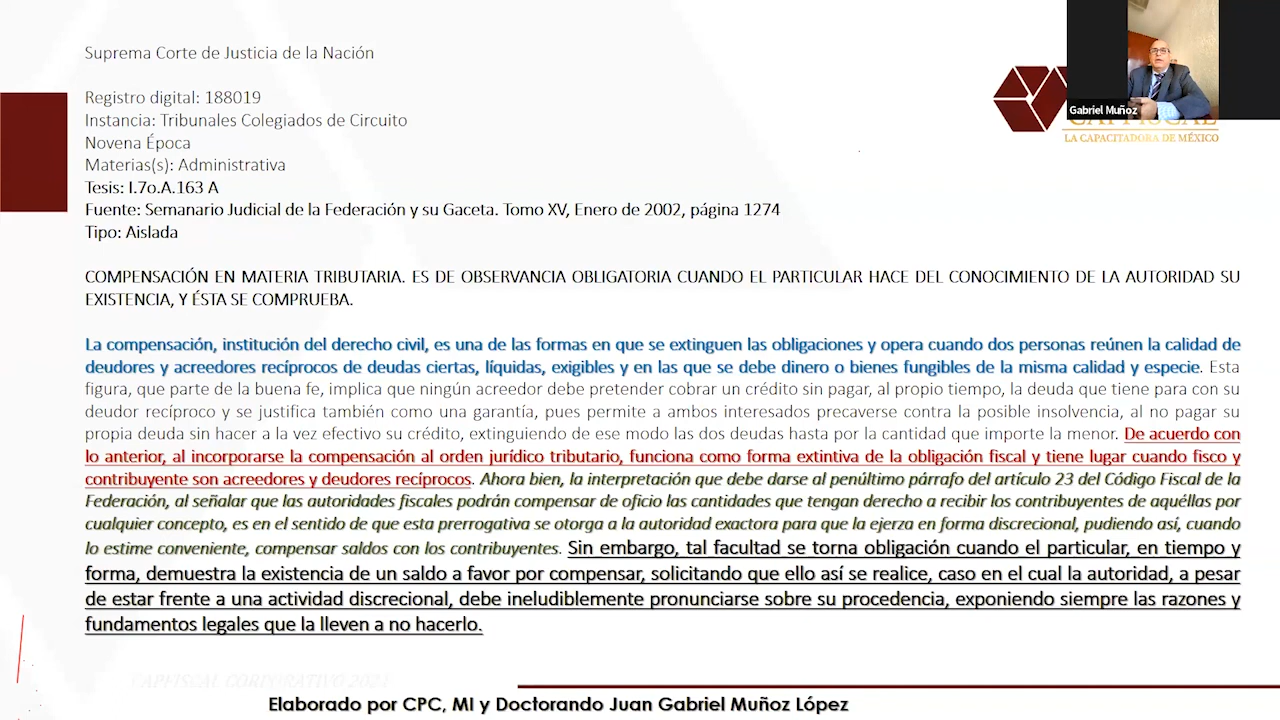 Suprema Corte de Justicia de la Nación
Registro digital: 188019
Instancia: Tribunales Colegiados de Circuito
Novena Época
Materias(s): Administrativa
Tesis: I.7o.A.163 A
Fuente: Semanario Judicial de la Federación y su Gaceta. Tomo XV, Enero de 2002, página 1274
Tipo: Aislada
Gabriel Muñoz
CAPFISCAL
LA CAPACITADORA DE MÉXICO
COMPENSACIÓN EN MATERIA TRIBUTARIA. ES DE OBSERVANCIA OBLIGATORIA CUANDO EL PARTICULAR HACE DEL CONOCIMIENTO DE LA AUTORIDAD SU
EXISTENCIA, Y ÉSTA SE COMPRUEBA.
La compensación, institución del derecho civil, es una de las formas en que se extinguen las obligaciones y opera cuando dos personas reúnen la calidad de
deudores y acreedores recíprocos de deudas ciertas, líquidas, exigibles y en las que se debe dinero o bienes fungibles de la misma calidad y especie. Esta
figura, que parte de la buena fe, implica que ningún acreedor debe pretender cobrar un crédito sin pagar, al propio tiempo, la deuda que tiene para con su
deudor recíproco y se justifica también como una garantía, pues permite a ambos interesados precaverse contra la posible insolvencia, al no pagar su
propia deuda sin hacer a la vez efectivo su crédito, extinguiendo de ese modo las dos deudas hasta por la cantidad que importe la menor. De acuerdo con
lo anterior, al incorporarse la compensación al orden jurídico tributario, funciona como forma extintiva de la obligación fiscal y tiene lugar cuando fisco y
contribuyente son acreedores y deudores recíprocos. Ahora bien, la interpretación que debe darse al penúltimo párrafo del artículo 23 del Código Fiscal de la
Federación, al señalar que las autoridades fiscales podrán compensar de oficio las cantidades que tengan derecho a recibir los contribuyentes de aquéllas por
cualquier concepto, es en el sentido de que esta prerrogativa se otorga a la autoridad exactora para que la ejerza en forma discrecional, pudiendo así, cuando
lo estime conveniente, compensar saldos con los contribuyentes. Sin embargo, tal facultad se torna obligación cuando el particular, en tiempo y
forma, demuestra la existencia de un saldo a favor por compensar, solicitando que ello así se realice, caso en el cual la autoridad, a pesar
de estar frente a una actividad discrecional, debe ineludiblemente pronunciarse sobre su procedencia, exponiendo siempre las razones y
fundamentos legales que la lleven a no hacerlo.
CAPFISCAL CORPORATIVO
Elaborado por CPC, MI y Doctorando Juan Gabriel Muñoz López